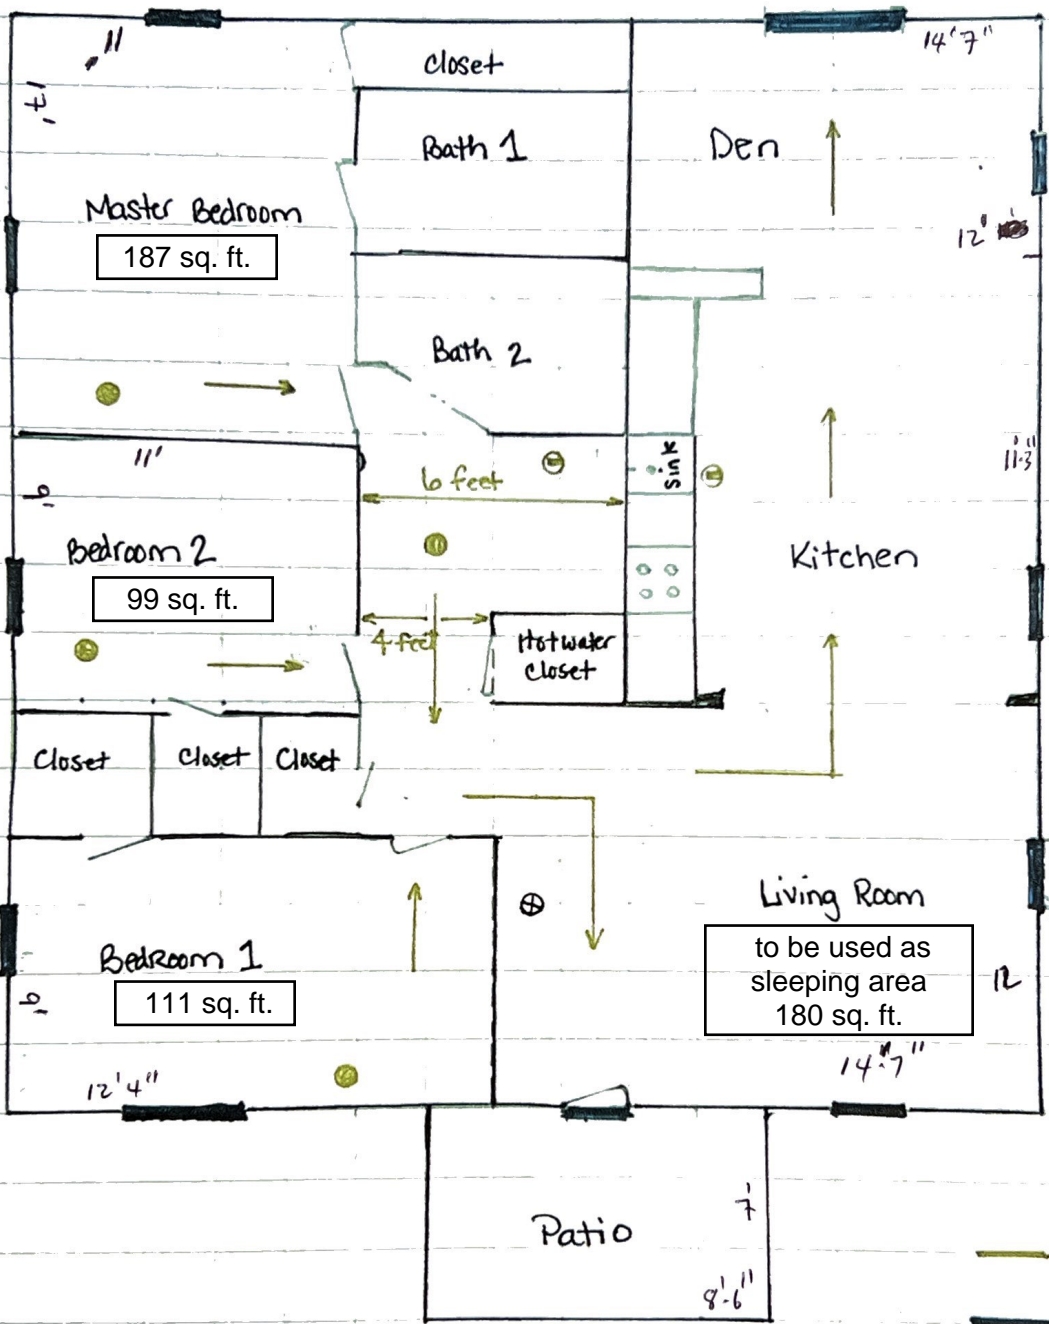 11
14'7"
closet
17'
Bath 1
Den
Master Bedroom
12'
187 sq. ft.
Bath 2
11'
sink
11'-3"
6 feet
9'
Bedroom 2
Kitchen
99 sq. ft.
4 feet
Hotwater
closet
Closet
Closet
Closet
Living Room
Bedroom 1
to be used as
sleeping area
180 sq. ft.
12
111 sq. ft.
9'
14'-7"
12'4"
7'
Patio
8'-6"